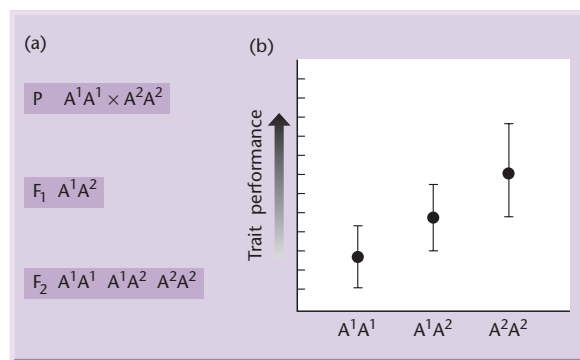 (a)
P A¹A¹ × A²A²
F₁ A¹A²
F₂ A¹A¹ A¹A² A²A²
(b)
Trait performance
A¹A¹ A¹A² A²A²